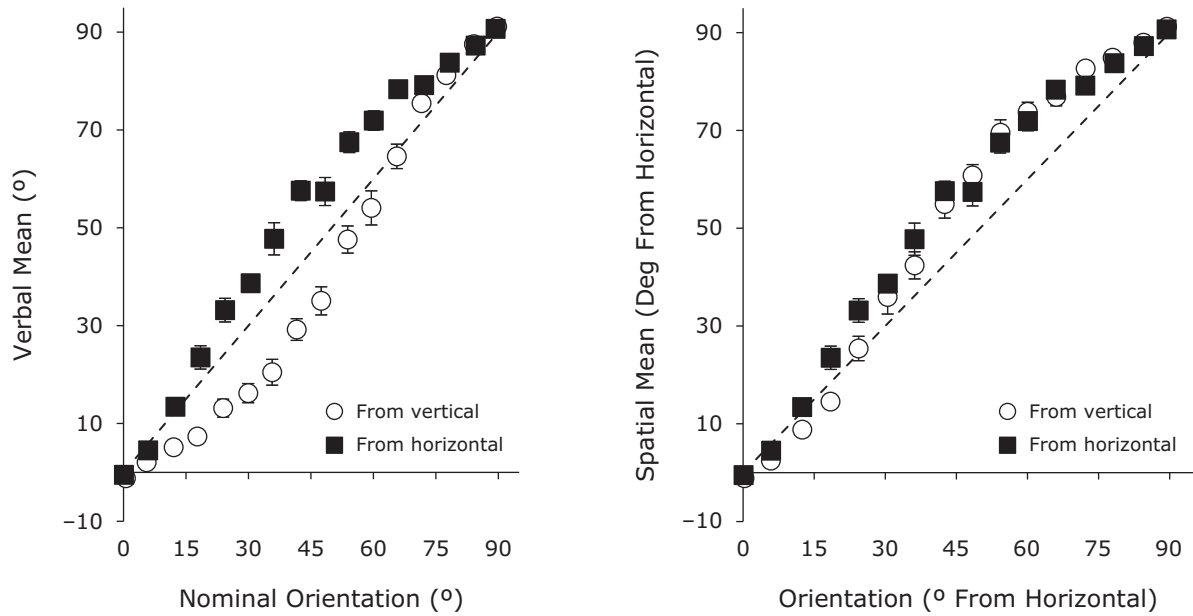 90
70
50
30
10
–10
0 15 30 45 60 75 90
Verbal Mean (º)
Nominal Orientation (º)
From vertical
From horizontal
90
70
50
30
10
–10
0 15 30 45 60 75 90
Spatial Mean (Deg From Horizontal)
Orientation (º From Horizontal)
From vertical
From horizontal